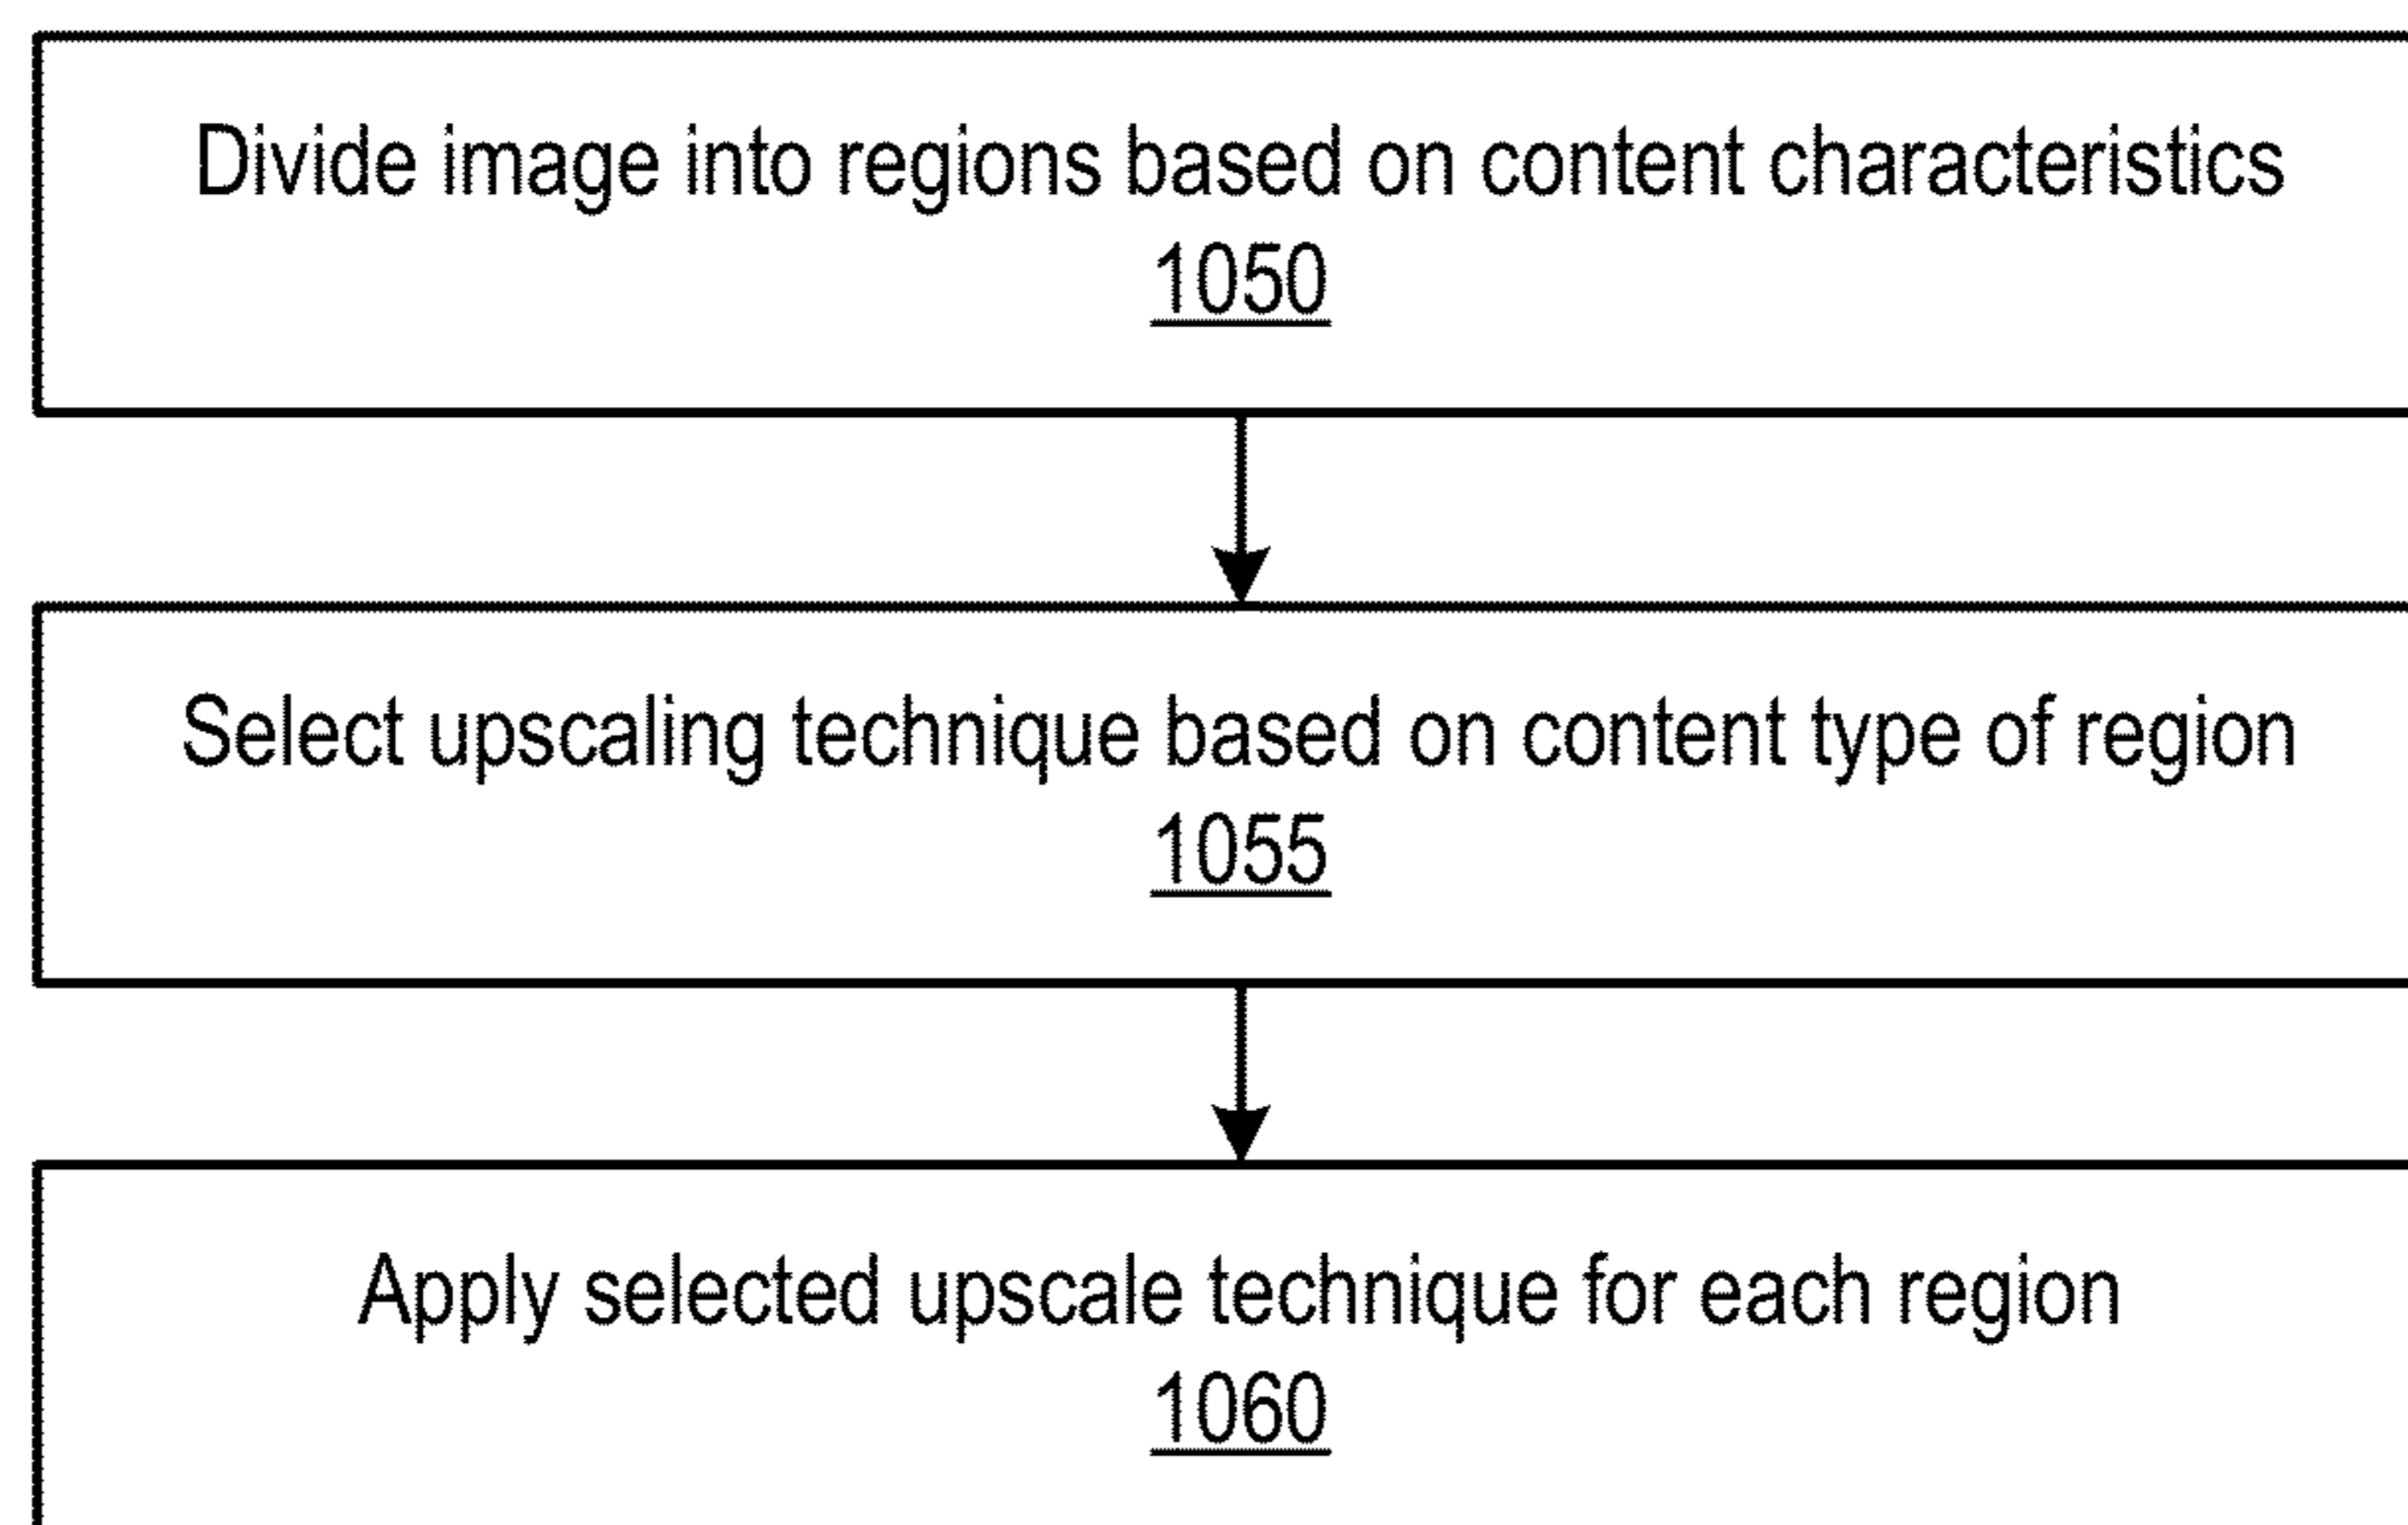 Divide image into regions based on content characteristics
1050
Select upscaling technique based on content type of region
1055
Apply selected upscale technique for each region
1060